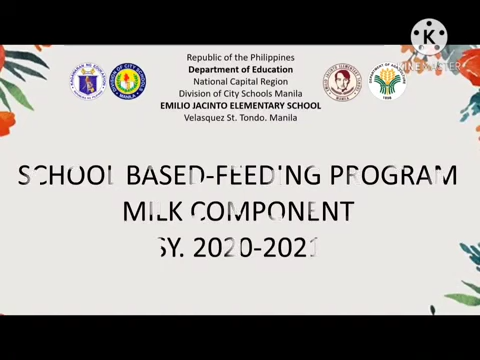 Republic of the Philippines
Department of Education
National Capital Region
Division of City Schools Manila
EMILIO JACINTO ELEMENTARY SCHOOL
Velasquez St. Tondo. Manila
SCHOOL BASED-FEEDING PROGRAM
MILK COMPONENT
SY. 2020-2021
K